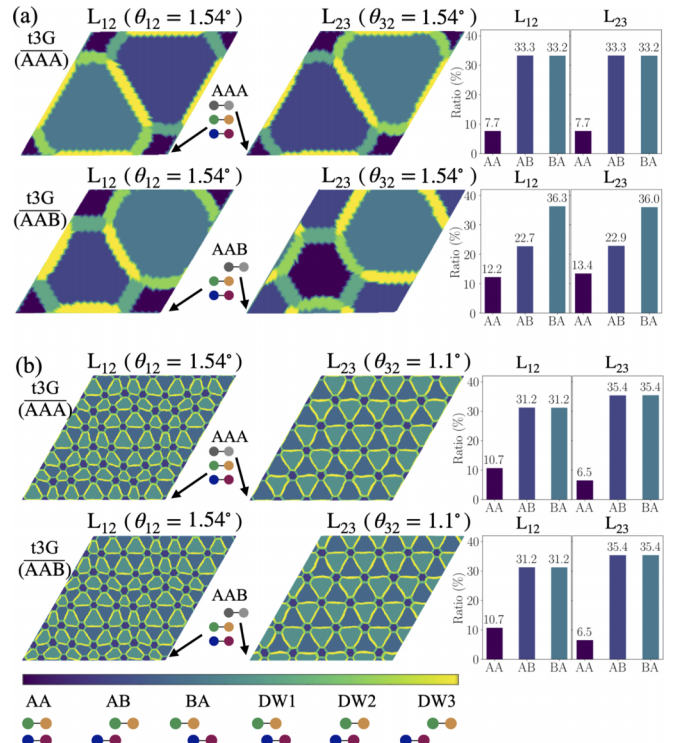 (a)
L12 ( θ12 = 1.54° )
L23 ( θ32 = 1.54° )
L12
L23
t3G
(AAA)
AAA
Ratio (%)
40
30
20
10
0
7.7
33.3
33.2
7.7
33.3
33.2
AA AB BA AA AB BA
L12 ( θ12 = 1.54° )
L23 ( θ32 = 1.54° )
L12
L23
t3G
(AAB)
AAB
Ratio (%)
40
30
20
10
0
12.2
22.7
36.3
13.4
22.9
36.0
AA AB BA AA AB BA
(b)
L12 ( θ12 = 1.54° )
L23 ( θ32 = 1.1° )
L12
L23
t3G
(AAA)
AAA
Ratio (%)
40
30
20
10
0
10.7
31.2
31.2
6.5
35.4
35.4
AA AB BA AA AB BA
L12 ( θ12 = 1.54° )
L23 ( θ32 = 1.1° )
L12
L23
t3G
(AAB)
AAB
Ratio (%)
40
30
20
10
0
10.7
31.2
31.2
6.5
35.4
35.4
AA AB BA AA AB BA
AA AB BA DW1 DW2 DW3